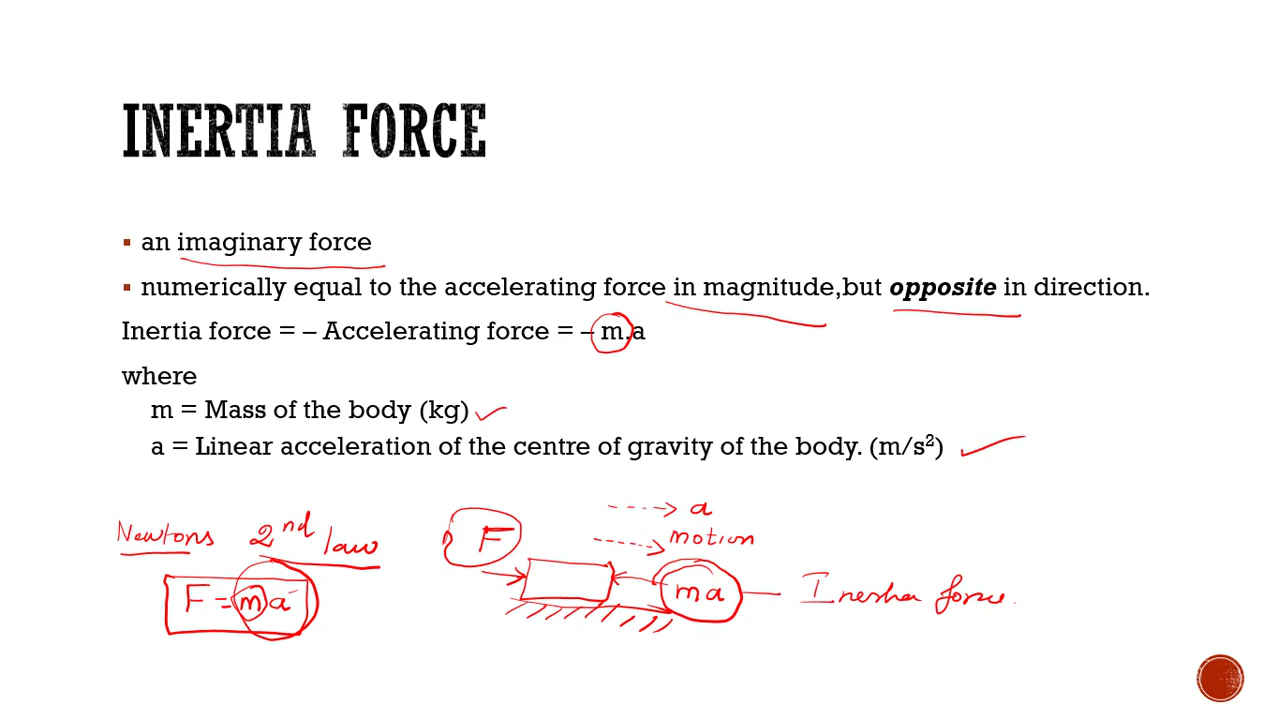 INERTIA FORCE
▪ an imaginary force
▪ numerically equal to the accelerating force in magnitude,but opposite in direction.
Inertia force = – Accelerating force = – m.a
where
m = Mass of the body (kg)
a = Linear acceleration of the centre of gravity of the body. (m/s²)
Newtons 2nd law
F = ma
a
motion
F
ma
Inertia force